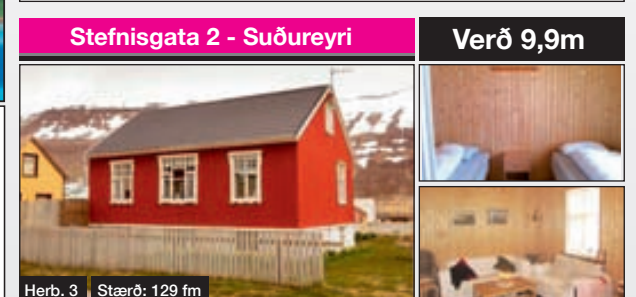 Stefnisgata 2 - Suðureyri
Verð 9,9m
Herb. 3 Stærð: 129 fm